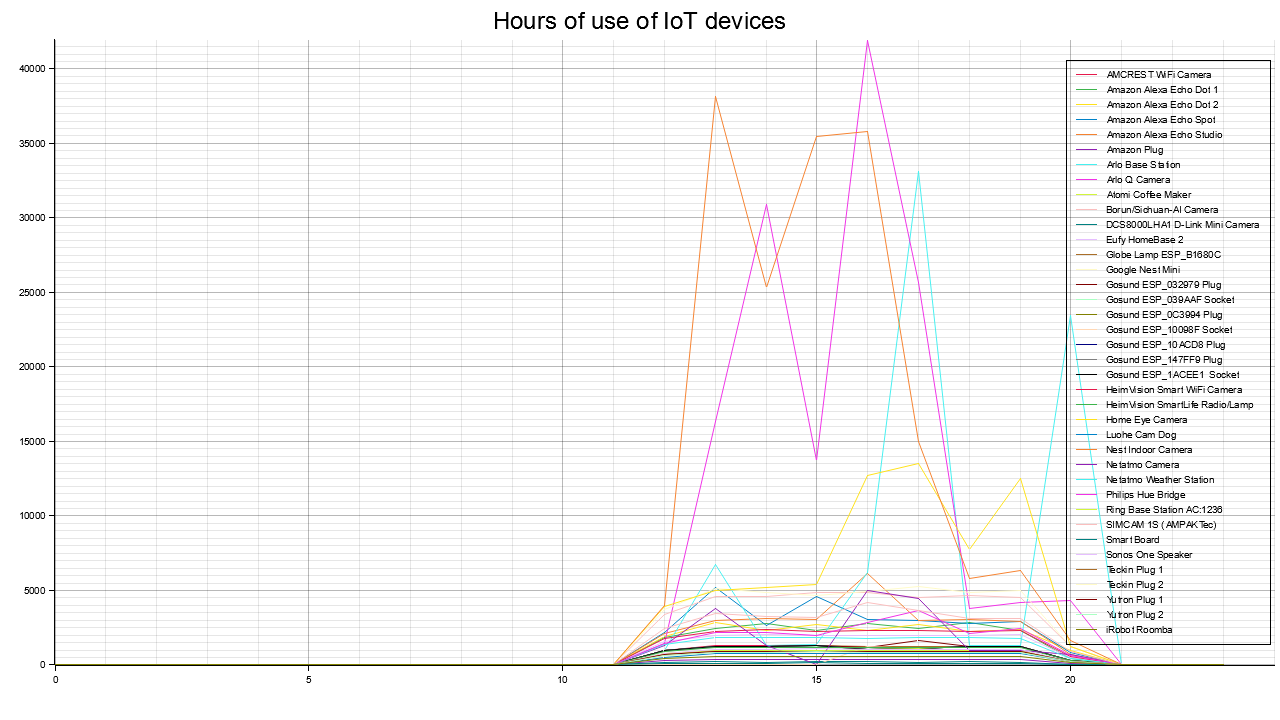 Hours of use of IoT devices
40000
35000
30000
25000
20000
15000
10000
5000
0
0
5
10
15
20
AMCREST WiFi Camera
Amazon Alexa Echo Dot 1
Amazon Alexa Echo Dot 2
Amazon Alexa Echo Spot
Amazon Alexa Echo Studio
Amazon Plug
Arlo Base Station
Arlo Q Camera
Atomi Coffee Maker
Borun/Sichuan-AI Camera
DCS8000LHA1 D-Link Mini Camera
Eufy HomeBase 2
Globe Lamp ESP_B1680C
Google Nest Mini
Gosund ESP_032979 Plug
Gosund ESP_039AAF Socket
Gosund ESP_0C3994 Plug
Gosund ESP_10098F Socket
Gosund ESP_10ACD8 Plug
Gosund ESP_147FF9 Plug
Gosund ESP_1ACEE1 Socket
HeimVision Smart WiFi Camera
HeimVision SmartLife Radio/Lamp
Home Eye Camera
Luohe Cam Dog
Nest Indoor Camera
Netatmo Camera
Netatmo Weather Station
Philips Hue Bridge
Ring Base Station AC:1236
SIMCAM 1S (AMPAKTec)
Smart Board
Sonos One Speaker
Teckin Plug 1
Teckin Plug 2
Yutron Plug 1
Yutron Plug 2
iRobot Roomba